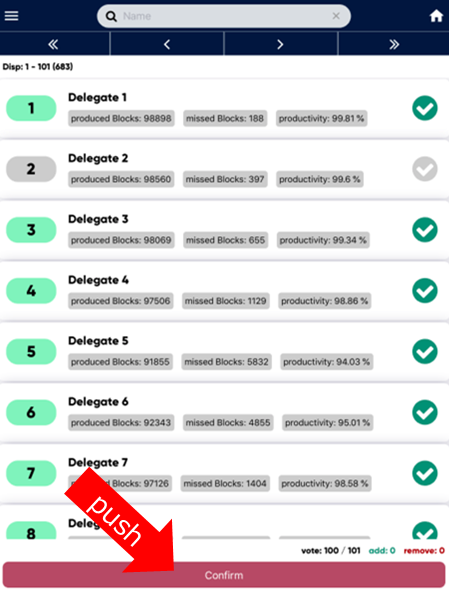 Name
Disp: 1 - 101 (683)
1
Delegate 1
produced Blocks: 98898 missed Blocks: 188 productivity: 99.81 %
2
Delegate 2
produced Blocks: 98560 missed Blocks: 397 productivity: 99.6 %
3
Delegate 3
produced Blocks: 98069 missed Blocks: 655 productivity: 99.34 %
4
Delegate 4
produced Blocks: 97506 missed Blocks: 1129 productivity: 98.86 %
5
Delegate 5
produced Blocks: 91855 missed Blocks: 5832 productivity: 94.03 %
6
Delegate 6
produced Blocks: 92343 missed Blocks: 4855 productivity: 95.01 %
7
Delegate 7
Blocks: 97126 missed Blocks: 1404 productivity: 98.58 %
8
push
vote: 100 / 101 add: 0 remove: 0
Confirm